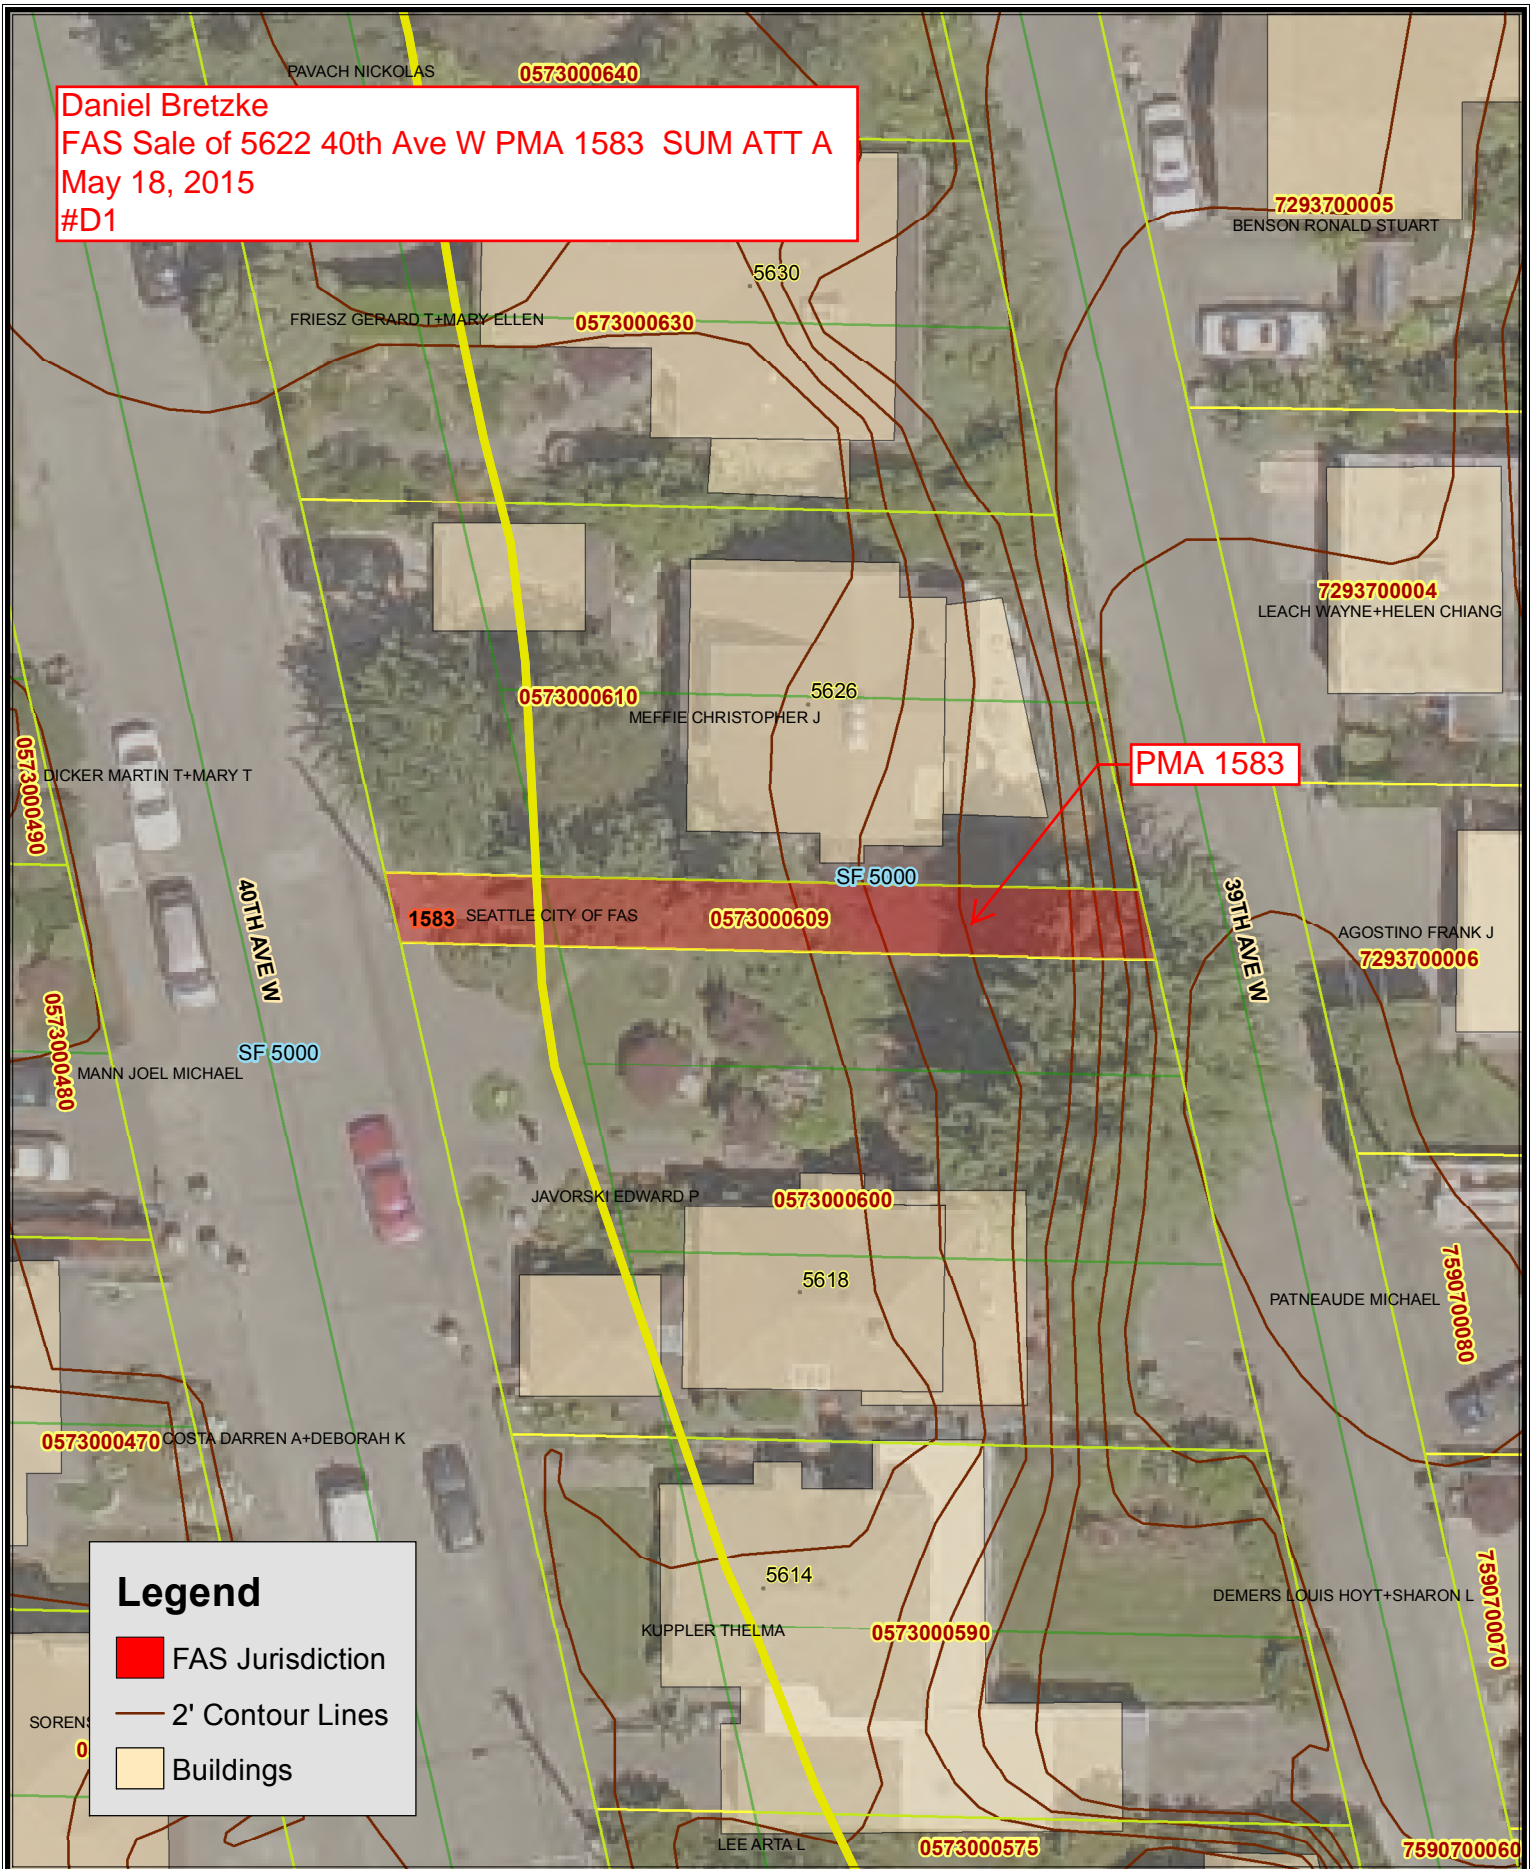 PAVACH NICKOLAS
0573000640
Daniel Bretzke
FAS Sale of 5622 40th Ave W PMA 1583  SUM ATT A
May 18, 2015
#D1
7293700005
BENSON RONALD STUART
5630
FRIESZ GERARD T+MARY ELLEN
0573000630
7293700004
LEACH WAYNE+HELEN CHIANG
5626
0573000610
MEFFIE CHRISTOPHER J
0573000490
DICKER MARTIN T+MARY T
PMA 1583
SF 5000
1583
SEATTLE CITY OF FAS
0573000609
40TH AVE W
39TH AVE W
AGOSTINO FRANK J
7293700006
0573000480
SF 5000
MANN JOEL MICHAEL
JAVORSKI EDWARD P
0573000600
5618
PATNEAUDE MICHAEL
7590700080
0573000470
COSTA DARREN A+DEBORAH K
5614
DEMERS LOUIS HOYT+SHARON L
7590700070
KUPPLER THELMA
0573000590
Legend
FAS Jurisdiction
2' Contour Lines
Buildings
LEE ARTA L
0573000575
7590700060